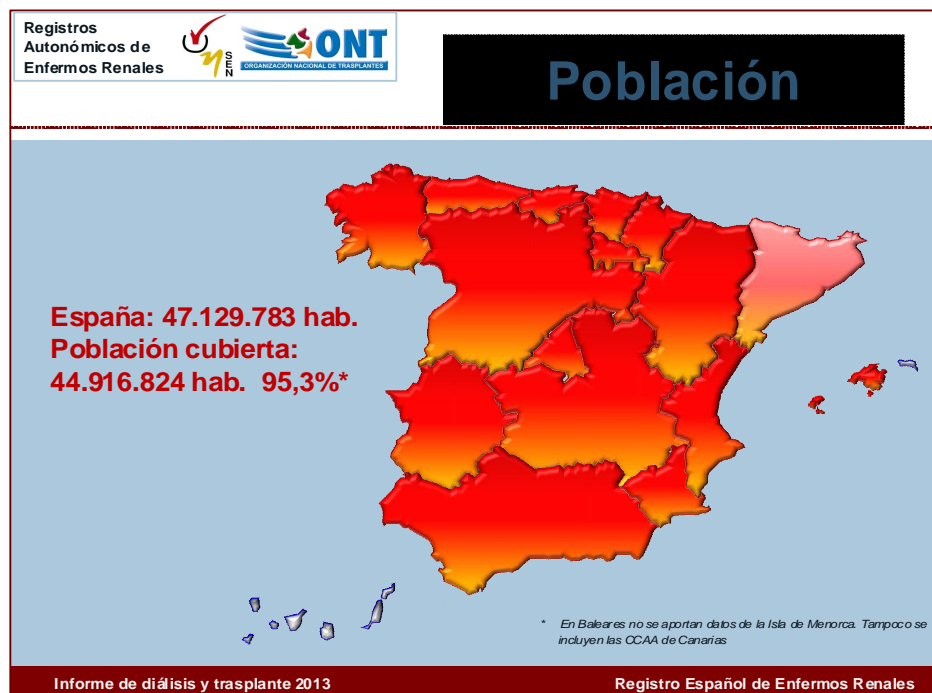 Registros
Autonómicos de
Enfermos Renales
SEN
ONT
ORGANIZACIÓN NACIONAL DE TRASPLANTES
Población
España: 47.129.783 hab.
Población cubierta:
44.916.824 hab. 95,3%*
* En Baleares no se aportan datos de la Isla de Menorca. Tampoco se
incluyen las CCAA de Canarias
Informe de diálisis y trasplante 2013
Registro Español de Enfermos Renales